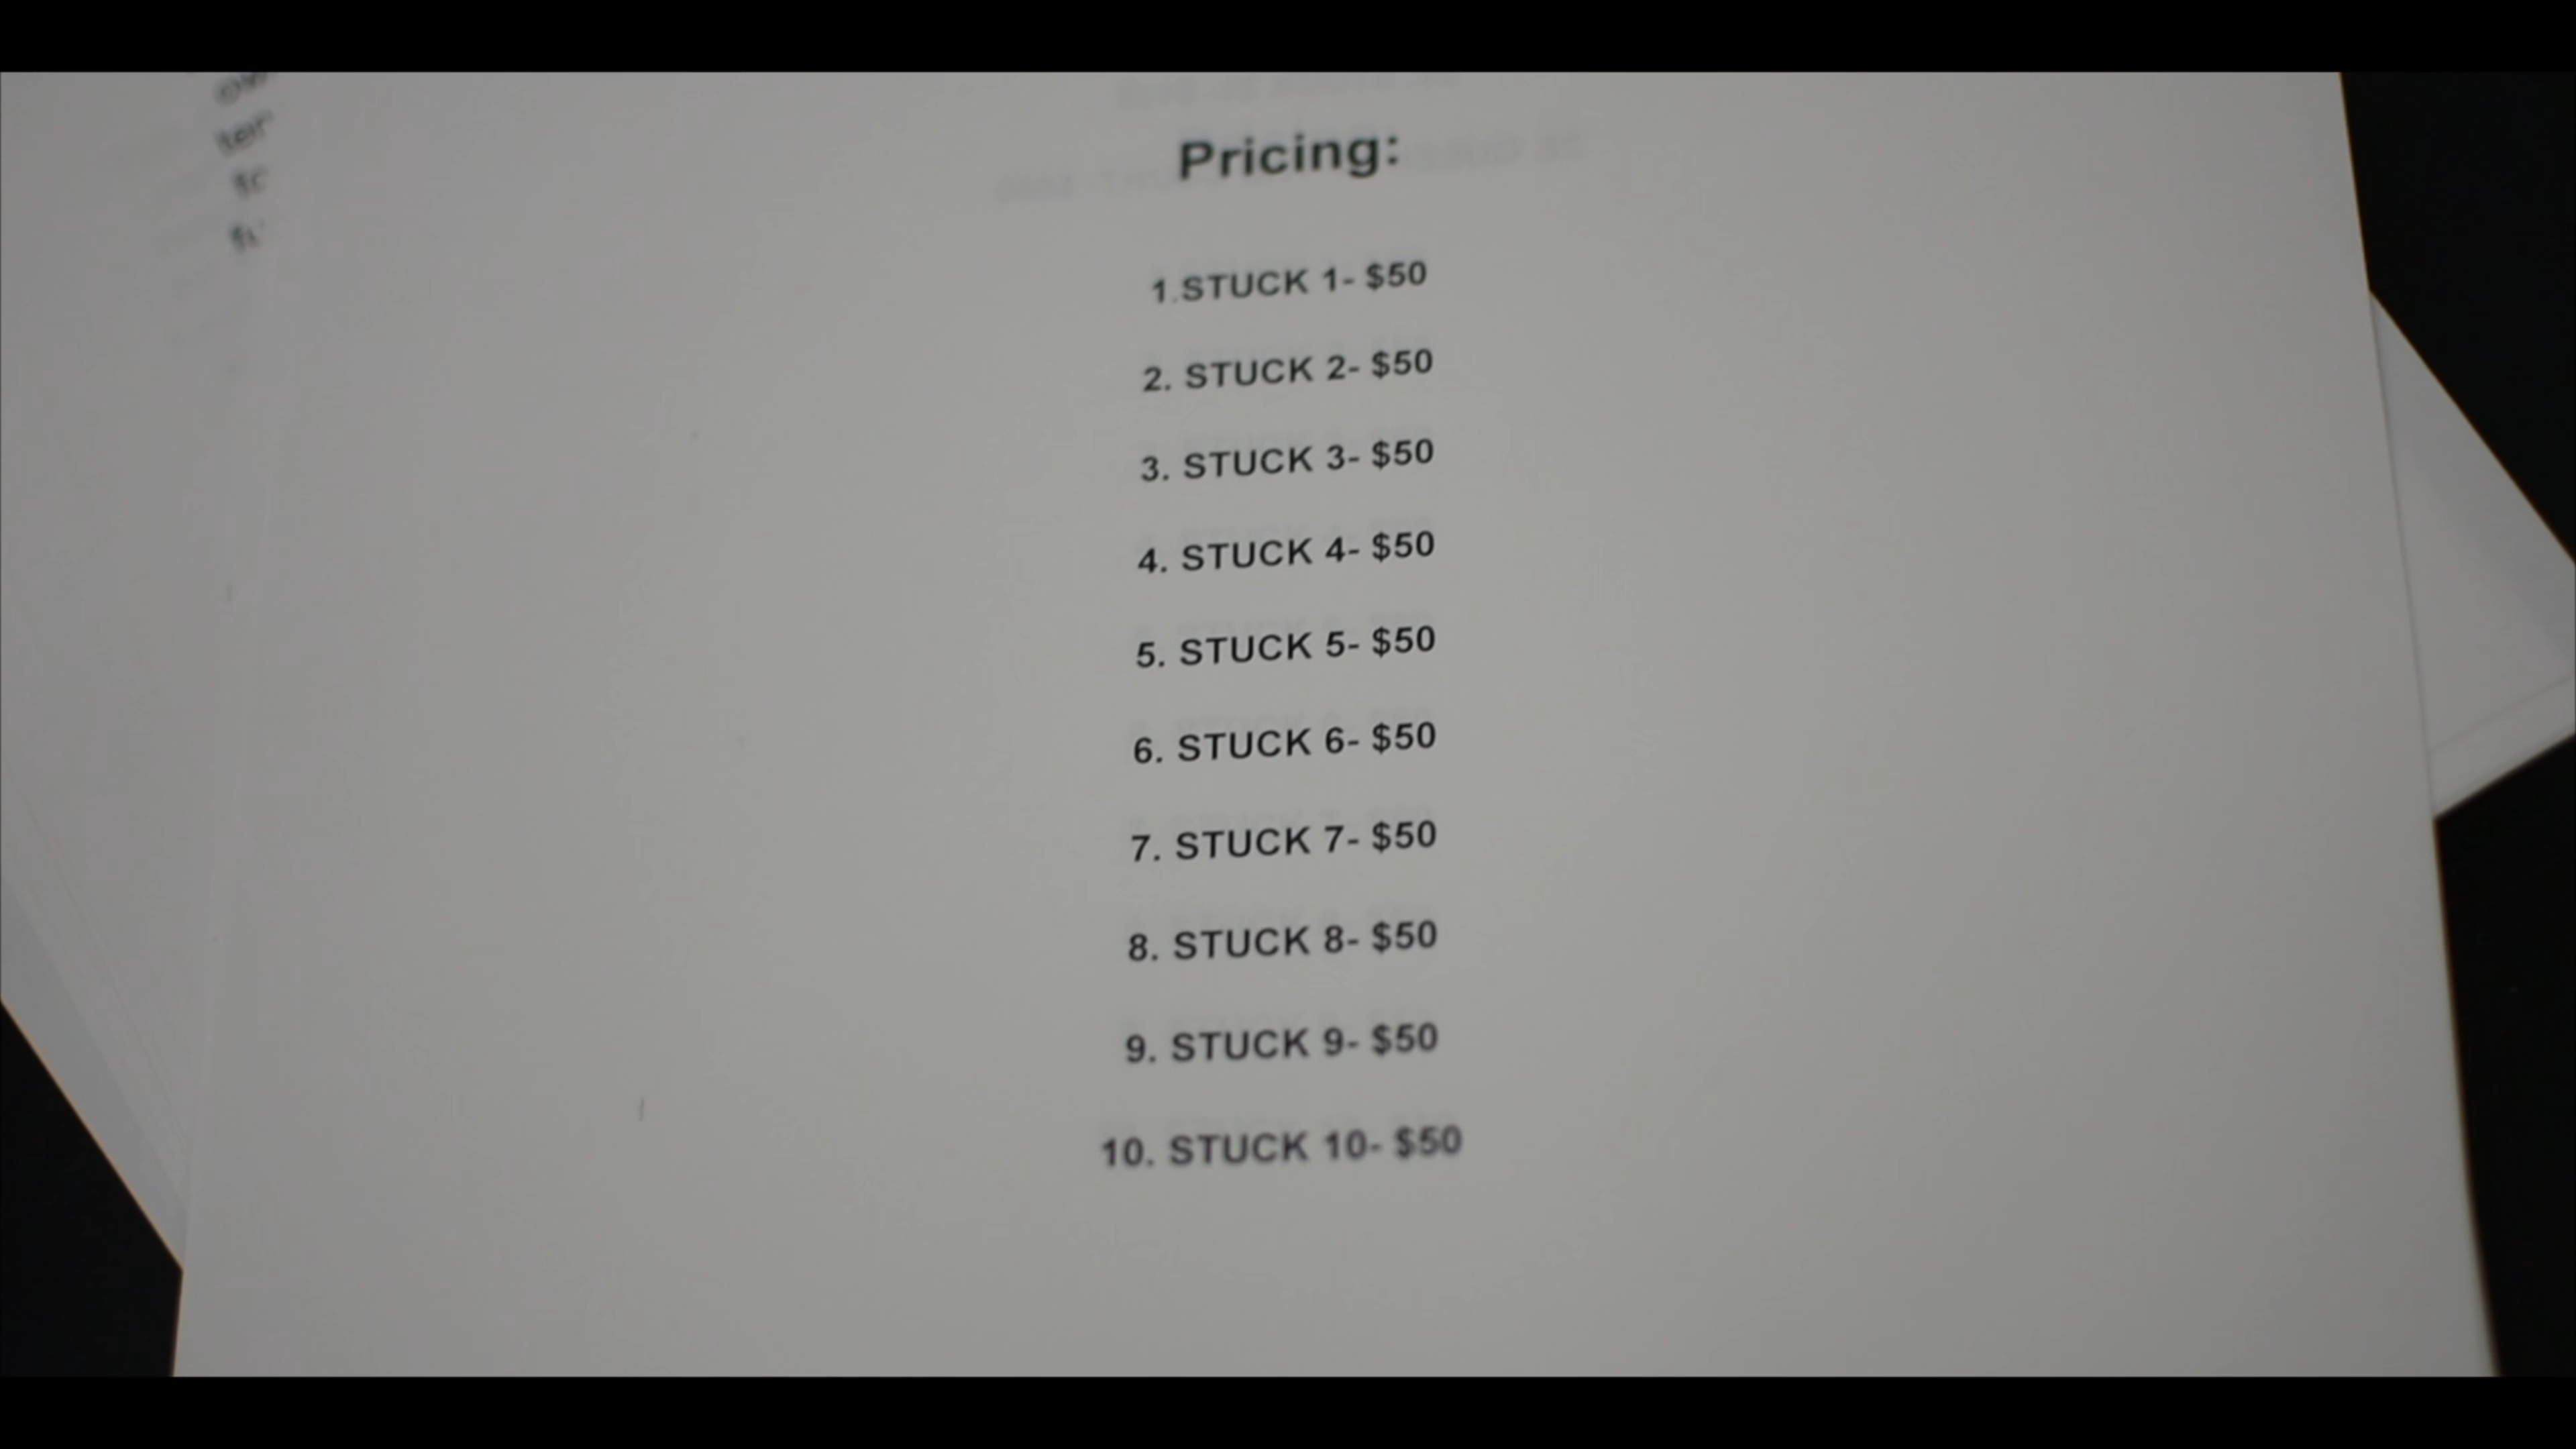 Pricing:
1.STUCK 1- $50
2. STUCK 2- $50
3. STUCK 3- $50
4. STUCK 4- $50
5. STUCK 5- $50
6. STUCK 6- $50
7. STUCK 7- $50
8. STUCK 8- $50
9. STUCK 9- $50
10. STUCK 10- $50